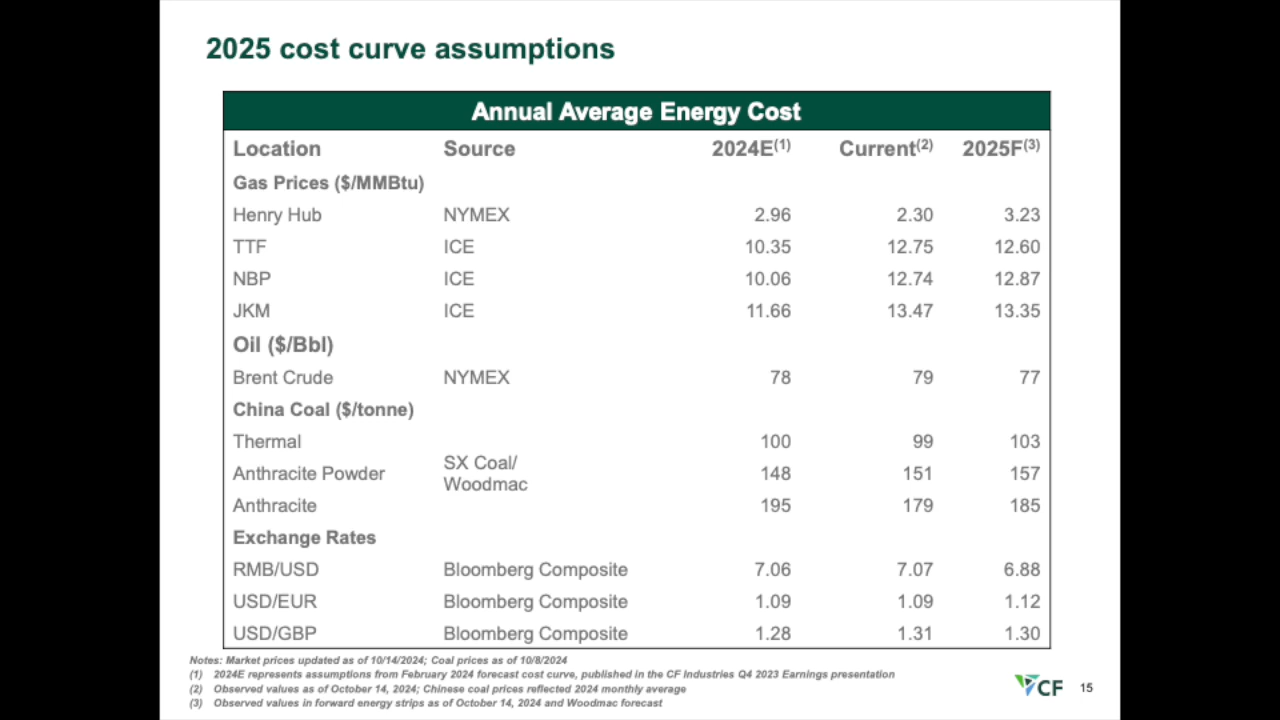 2025 cost curve assumptions
Annual Average Energy Cost
Location Source 2024E(1) Current(2) 2025F(3)
Gas Prices ($/MMBtu)
Henry Hub NYMEX 2.96 2.30 3.23
TTF ICE 10.35 12.75 12.60
NBP ICE 10.06 12.74 12.87
JKM ICE 11.66 13.47 13.35
Oil ($/Bbl)
Brent Crude NYMEX 78 79 77
China Coal ($/tonne)
Thermal 100 99 103
SX Coal/
Anthracite Powder 148 151 157
Woodmac
Anthracite 195 179 185
Exchange Rates
RMB/USD Bloomberg Composite 7.06 7.07 6.88
USD/EUR Bloomberg Composite 1.09 1.09 1.12
USD/GBP Bloomberg Composite 1.28 1.31 1.30
Notes: Market prices updated as of 10/14/2024; Coal prices as of 10/8/2024
(1) 2024E represents assumptions from February 2024 forecast cost curve, published in the CF Industries Q4 2023 Earnings presentation
(2) Observed values as of October 14, 2024; Chinese coal prices reflected 2024 monthly average
(3) Observed values in forward energy strips as of October 14, 2024 and Woodmac forecast
CF 15